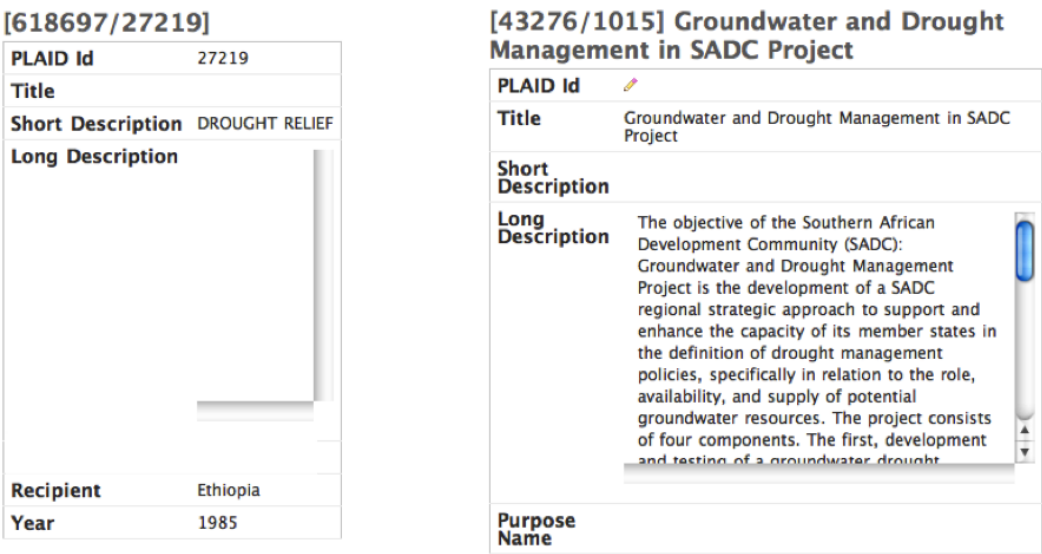 [618697/27219]
PLAID Id 27219
Title
Short Description DROUGHT RELIEF
Long Description
Recipient Ethiopia
Year 1985
[43276/1015] Groundwater and Drought
Management in SADC Project
PLAID Id
Title Groundwater and Drought Management in SADC
Project
Short
Description
Long
Description
The objective of the Southern African
Development Community (SADC):
Groundwater and Drought Management
Project is the development of a SADC
regional strategic approach to support and
enhance the capacity of its member states in
the definition of drought management
policies, specifically in relation to the role,
availability, and supply of potential
groundwater resources. The project consists
of four components. The first, development
and testing of a groundwater drought
Purpose
Name